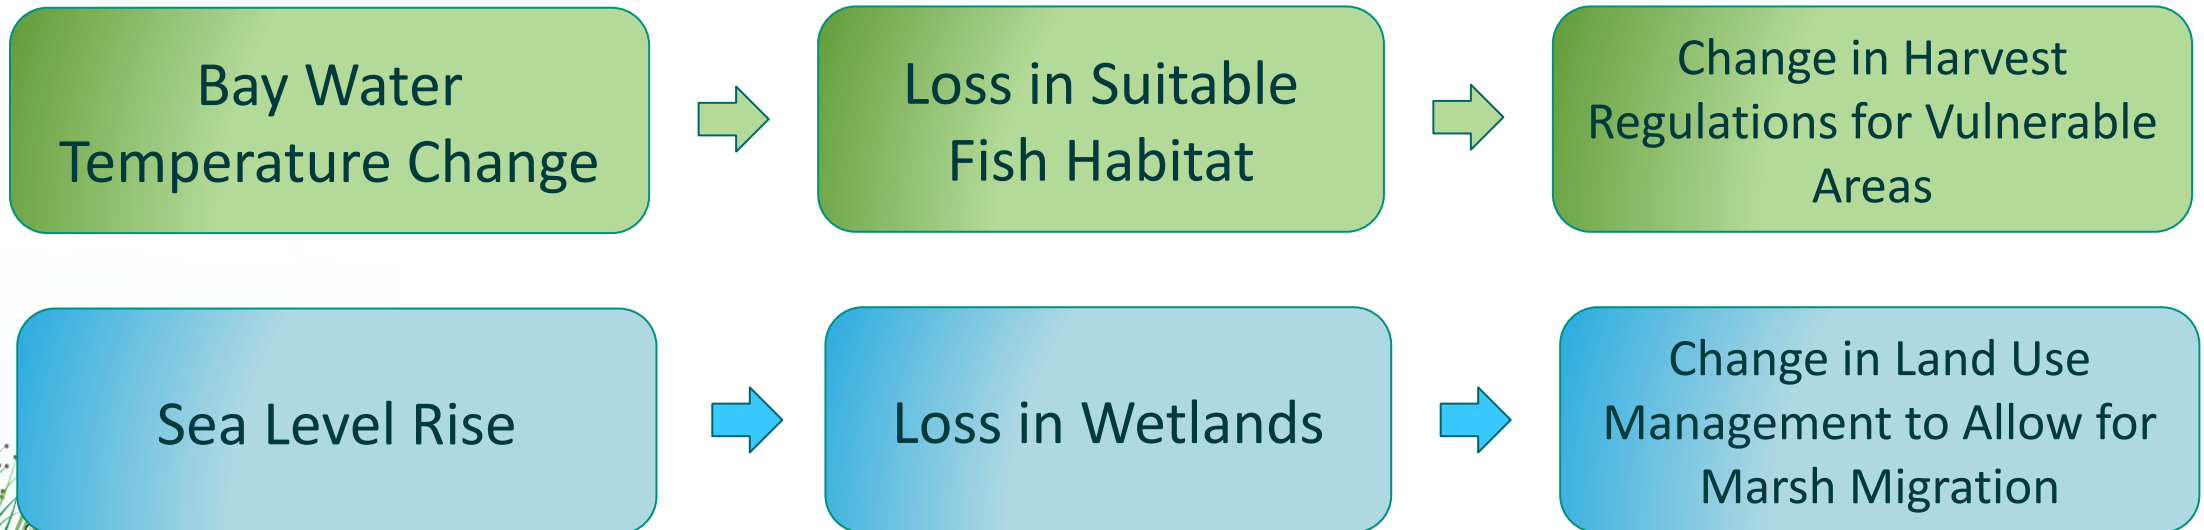 Bay Water
Temperature Change
Loss in Suitable
Fish Habitat
Change in Harvest
Regulations for Vulnerable
Areas
Sea Level Rise
Loss in Wetlands
Change in Land Use
Management to Allow for
Marsh Migration